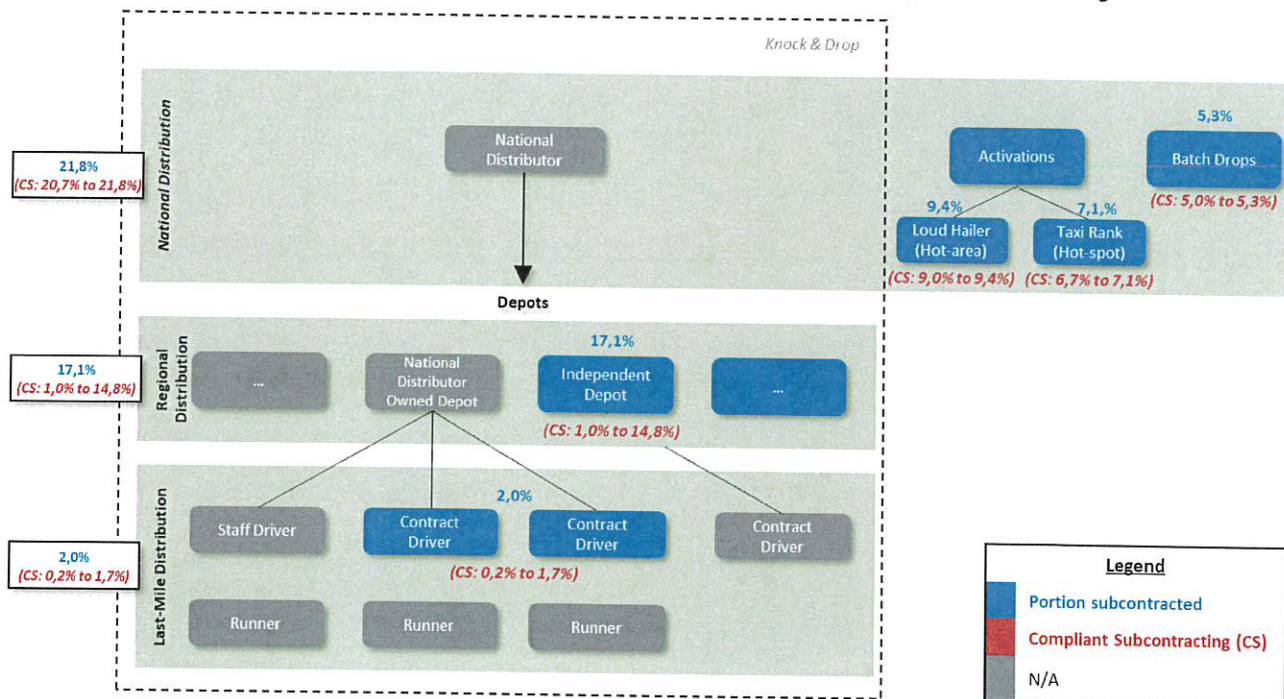 Knock & Drop
National Distribution
21,8%
(CS: 20,7% to 21,8%)
National
Distributor
Activations
5,3%
Batch Drops
(CS: 5,0% to 5,3%)
9,4%
Loud Hailer
(Hot-area)
(CS: 9,0% to 9,4%)
7,1,%
Taxi Rank
(Hot-spot)
(CS: 6,7% to 7,1%)
Depots
Regional
Distribution
17,1%
(CS: 1,0% to 14,8%)
...
National
Distributor
Owned Depot
17,1%
Independent
Depot
(CS: 1,0% to 14,8%)
...
Last-Mile Distribution
2,0%
(CS: 0,2% to 1,7%)
Staff Driver
2,0%
Contract
Driver
Contract
Driver
(CS: 0,2% to 1,7%)
Contract
Driver
Runner
Runner
Runner
Legend
Portion subcontracted
Compliant Subcontracting (CS)
N/A